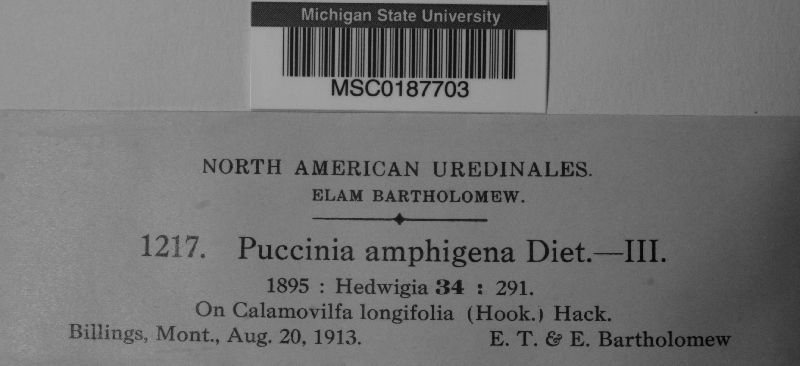 Michigan State University
MSC0187703
NORTH AMERICAN UREDINALES.
ELAM BARTHOLOMEW.
1217. Puccinia amphigena Diet.—III.
1895 : Hedwigia 34 : 291.
On Calamovilfa longifolia (Hook.) Hack.
Billings, Mont., Aug. 20, 1913. E. T. & E. Bartholomew